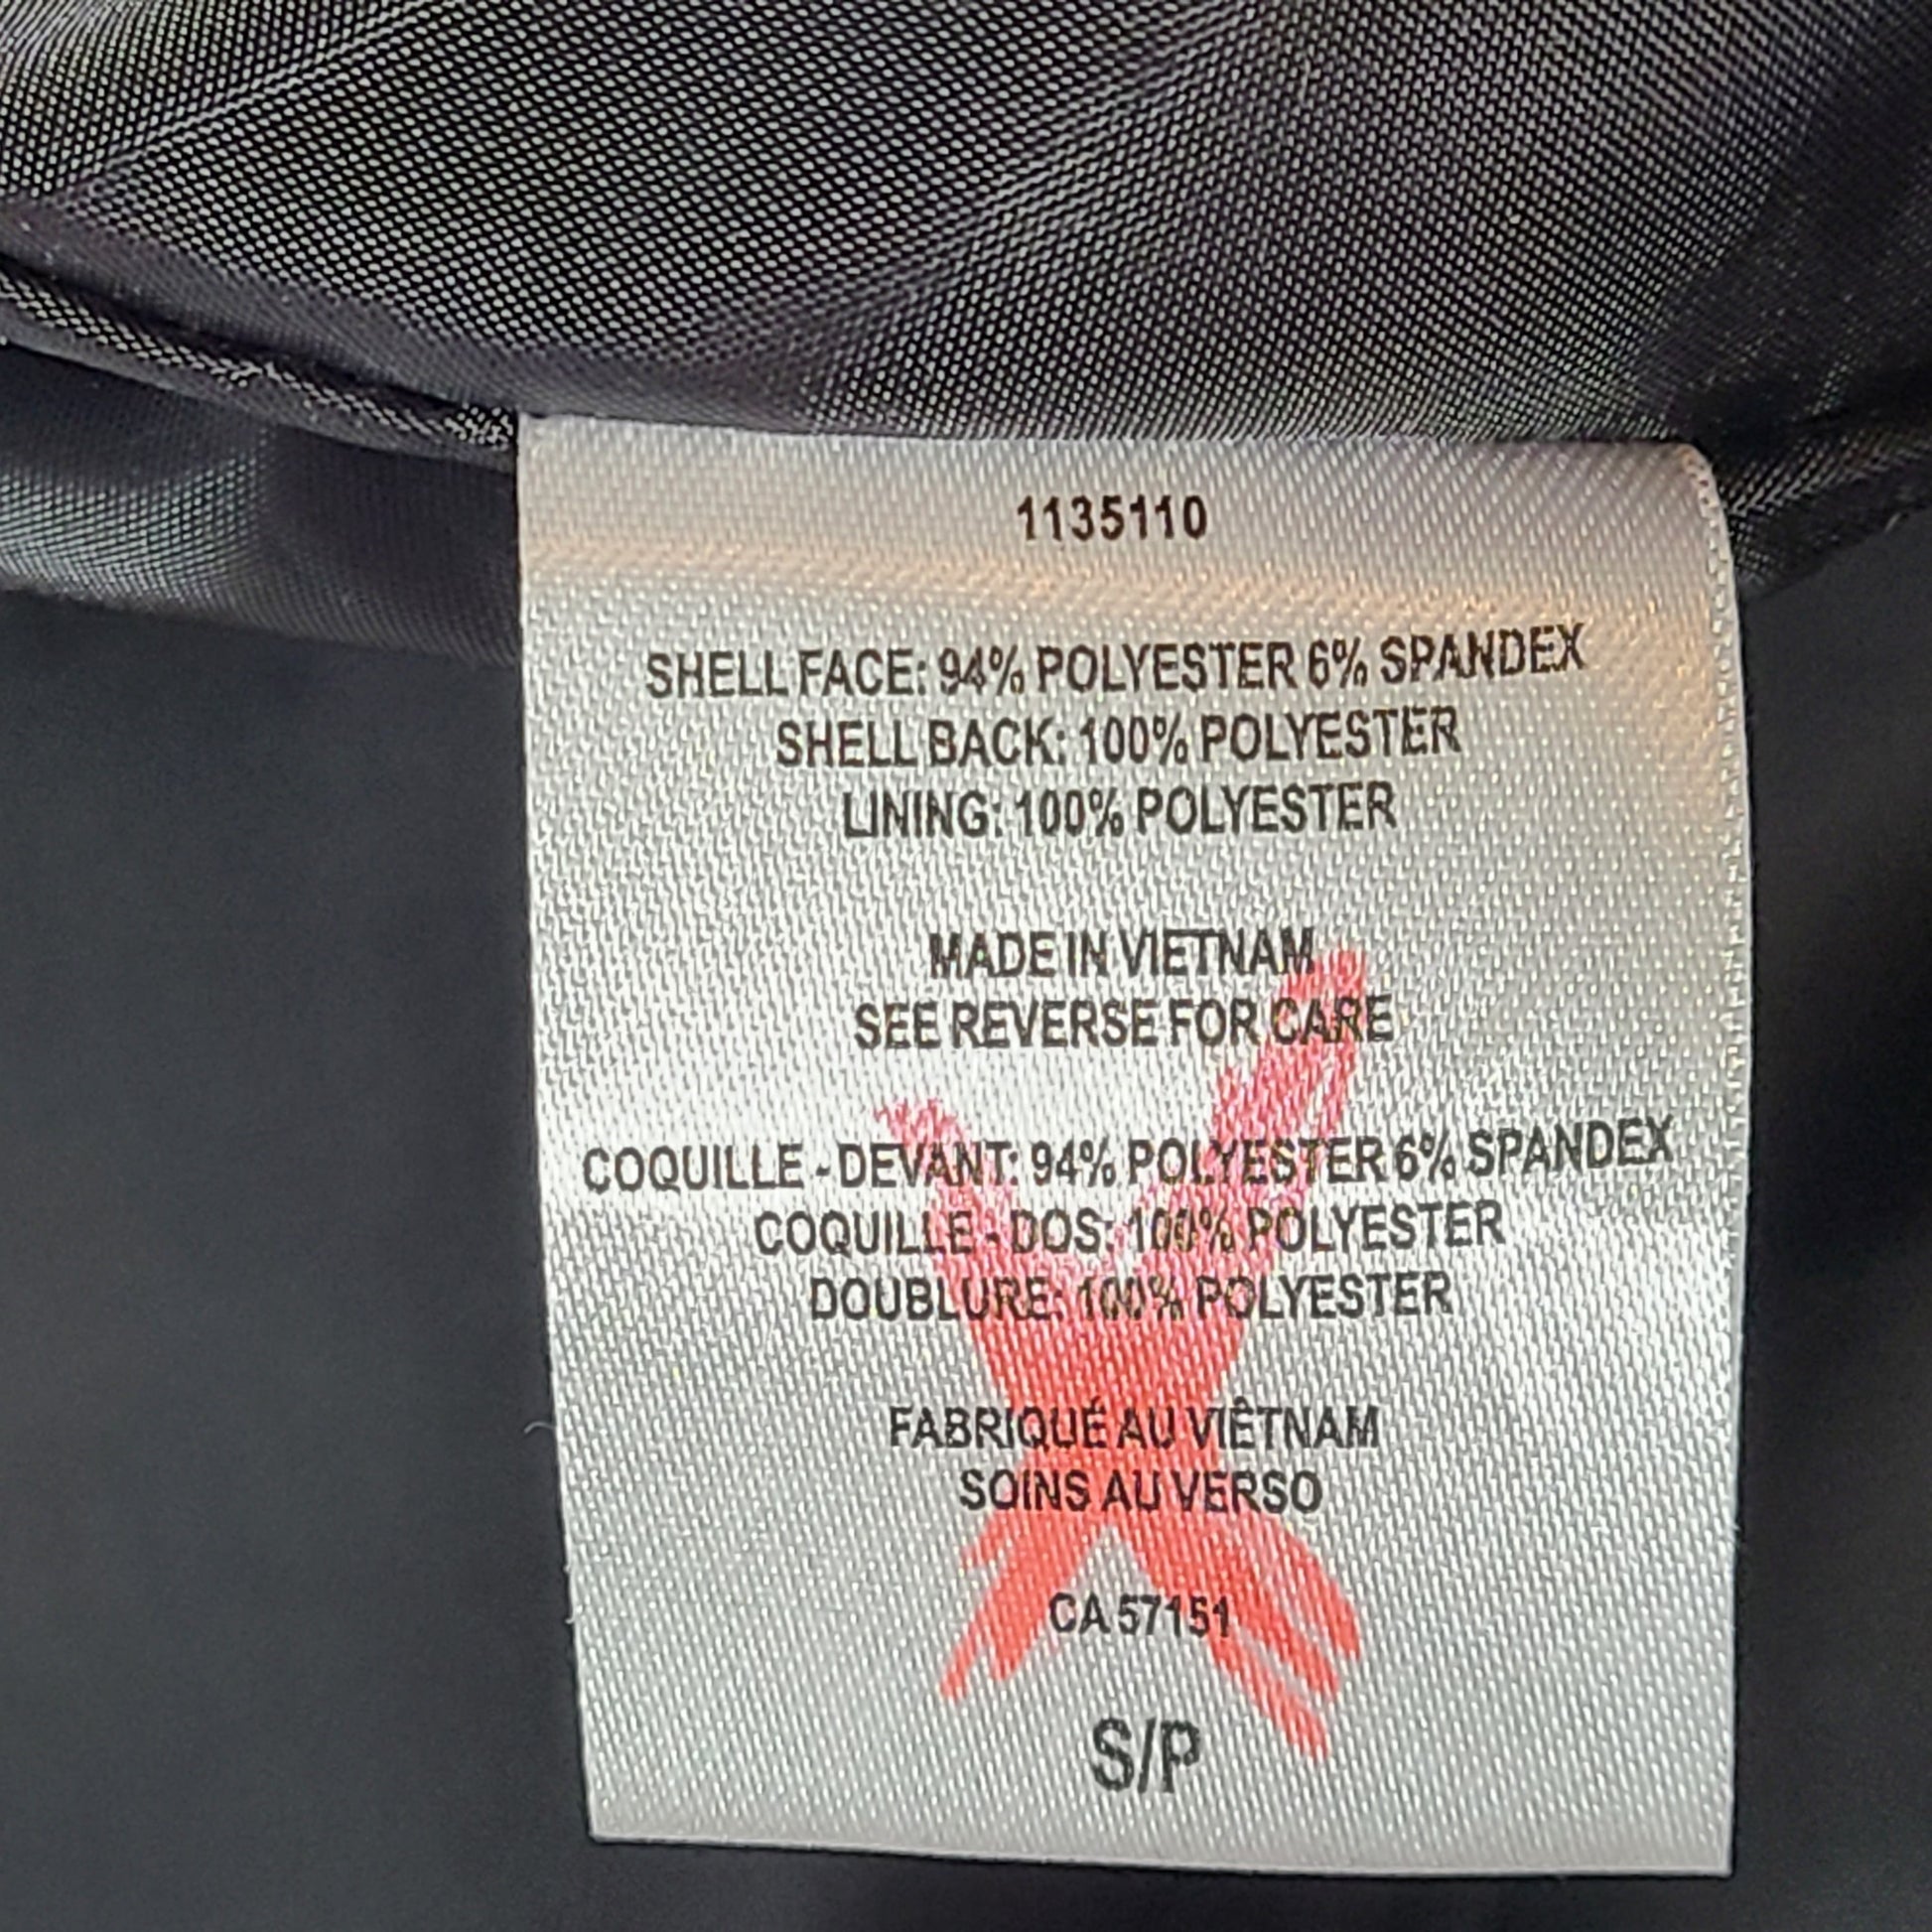 1135110
SHELL FACE: 94% POLYESTER 6% SPANDEX
SHELL BACK: 100% POLYESTER
LINING: 100% POLYESTER
MADE IN VIETNAM
SEE REVERSE FOR CARE
COQUILLE - DEVANT: 94% POLYESTER 6% SPANDEX
COQUILLE - DOS: 100% POLYESTER
DOUBLURE: 100% POLYESTER
FABRIQUÉ AU VIÊTNAM
SOINS AU VERSO
CA 57151
S/P